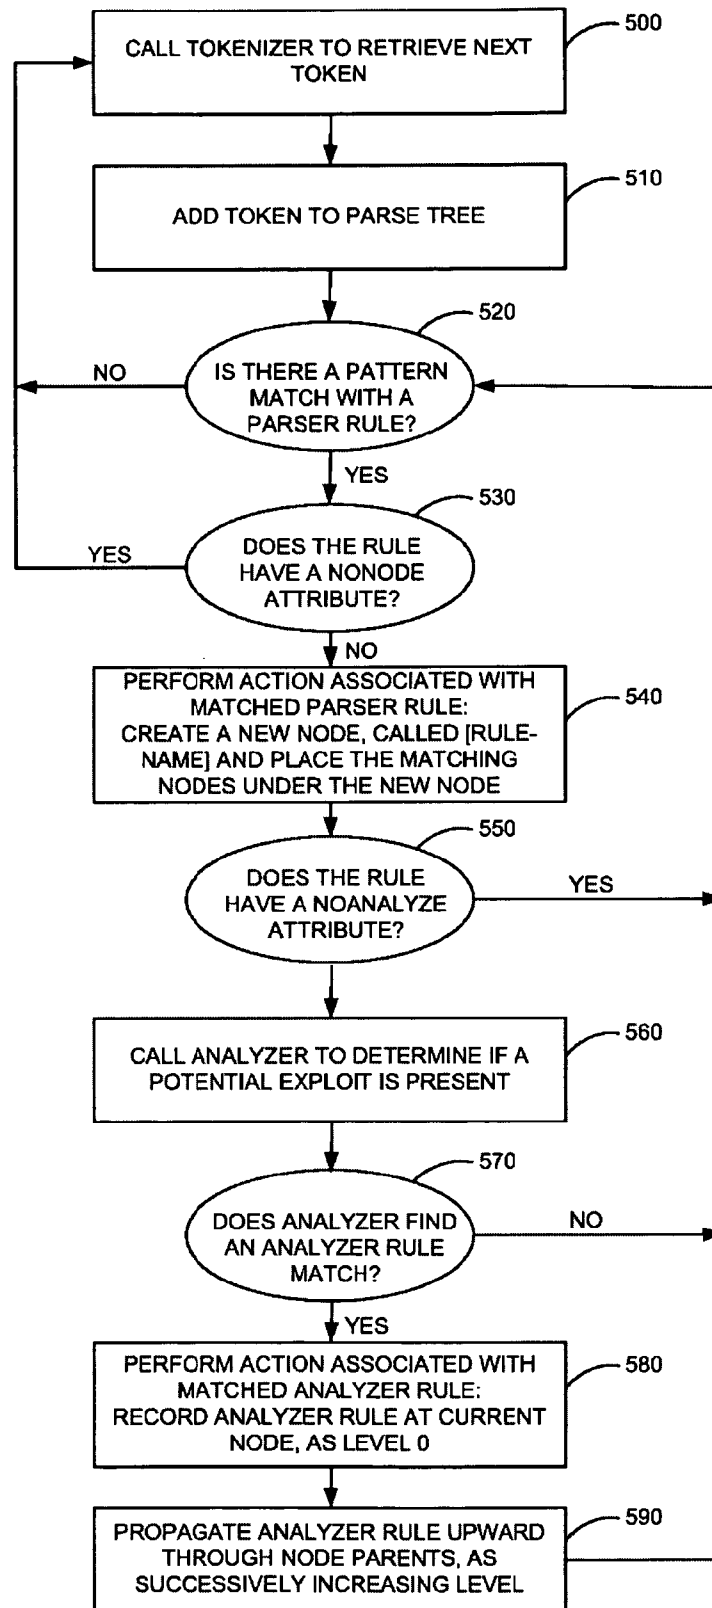 500
CALL TOKENIZER TO RETRIEVE NEXT
TOKEN
510
ADD TOKEN TO PARSE TREE
520
IS THERE A PATTERN
MATCH WITH A
PARSER RULE?
NO
YES
530
DOES THE RULE
HAVE A NONODE
ATTRIBUTE?
YES
NO
540
PERFORM ACTION ASSOCIATED WITH
MATCHED PARSER RULE:
CREATE A NEW NODE, CALLED [RULE-
NAME] AND PLACE THE MATCHING
NODES UNDER THE NEW NODE
550
DOES THE RULE
HAVE A NOANALYZE
ATTRIBUTE?
YES
560
CALL ANALYZER TO DETERMINE IF A
POTENTIAL EXPLOIT IS PRESENT
570
DOES ANALYZER FIND
AN ANALYZER RULE
MATCH?
NO
YES
580
PERFORM ACTION ASSOCIATED WITH
MATCHED ANALYZER RULE:
RECORD ANALYZER RULE AT CURRENT
NODE, AS LEVEL 0
590
PROPAGATE ANALYZER RULE UPWARD
THROUGH NODE PARENTS, AS
SUCCESSIVELY INCREASING LEVEL